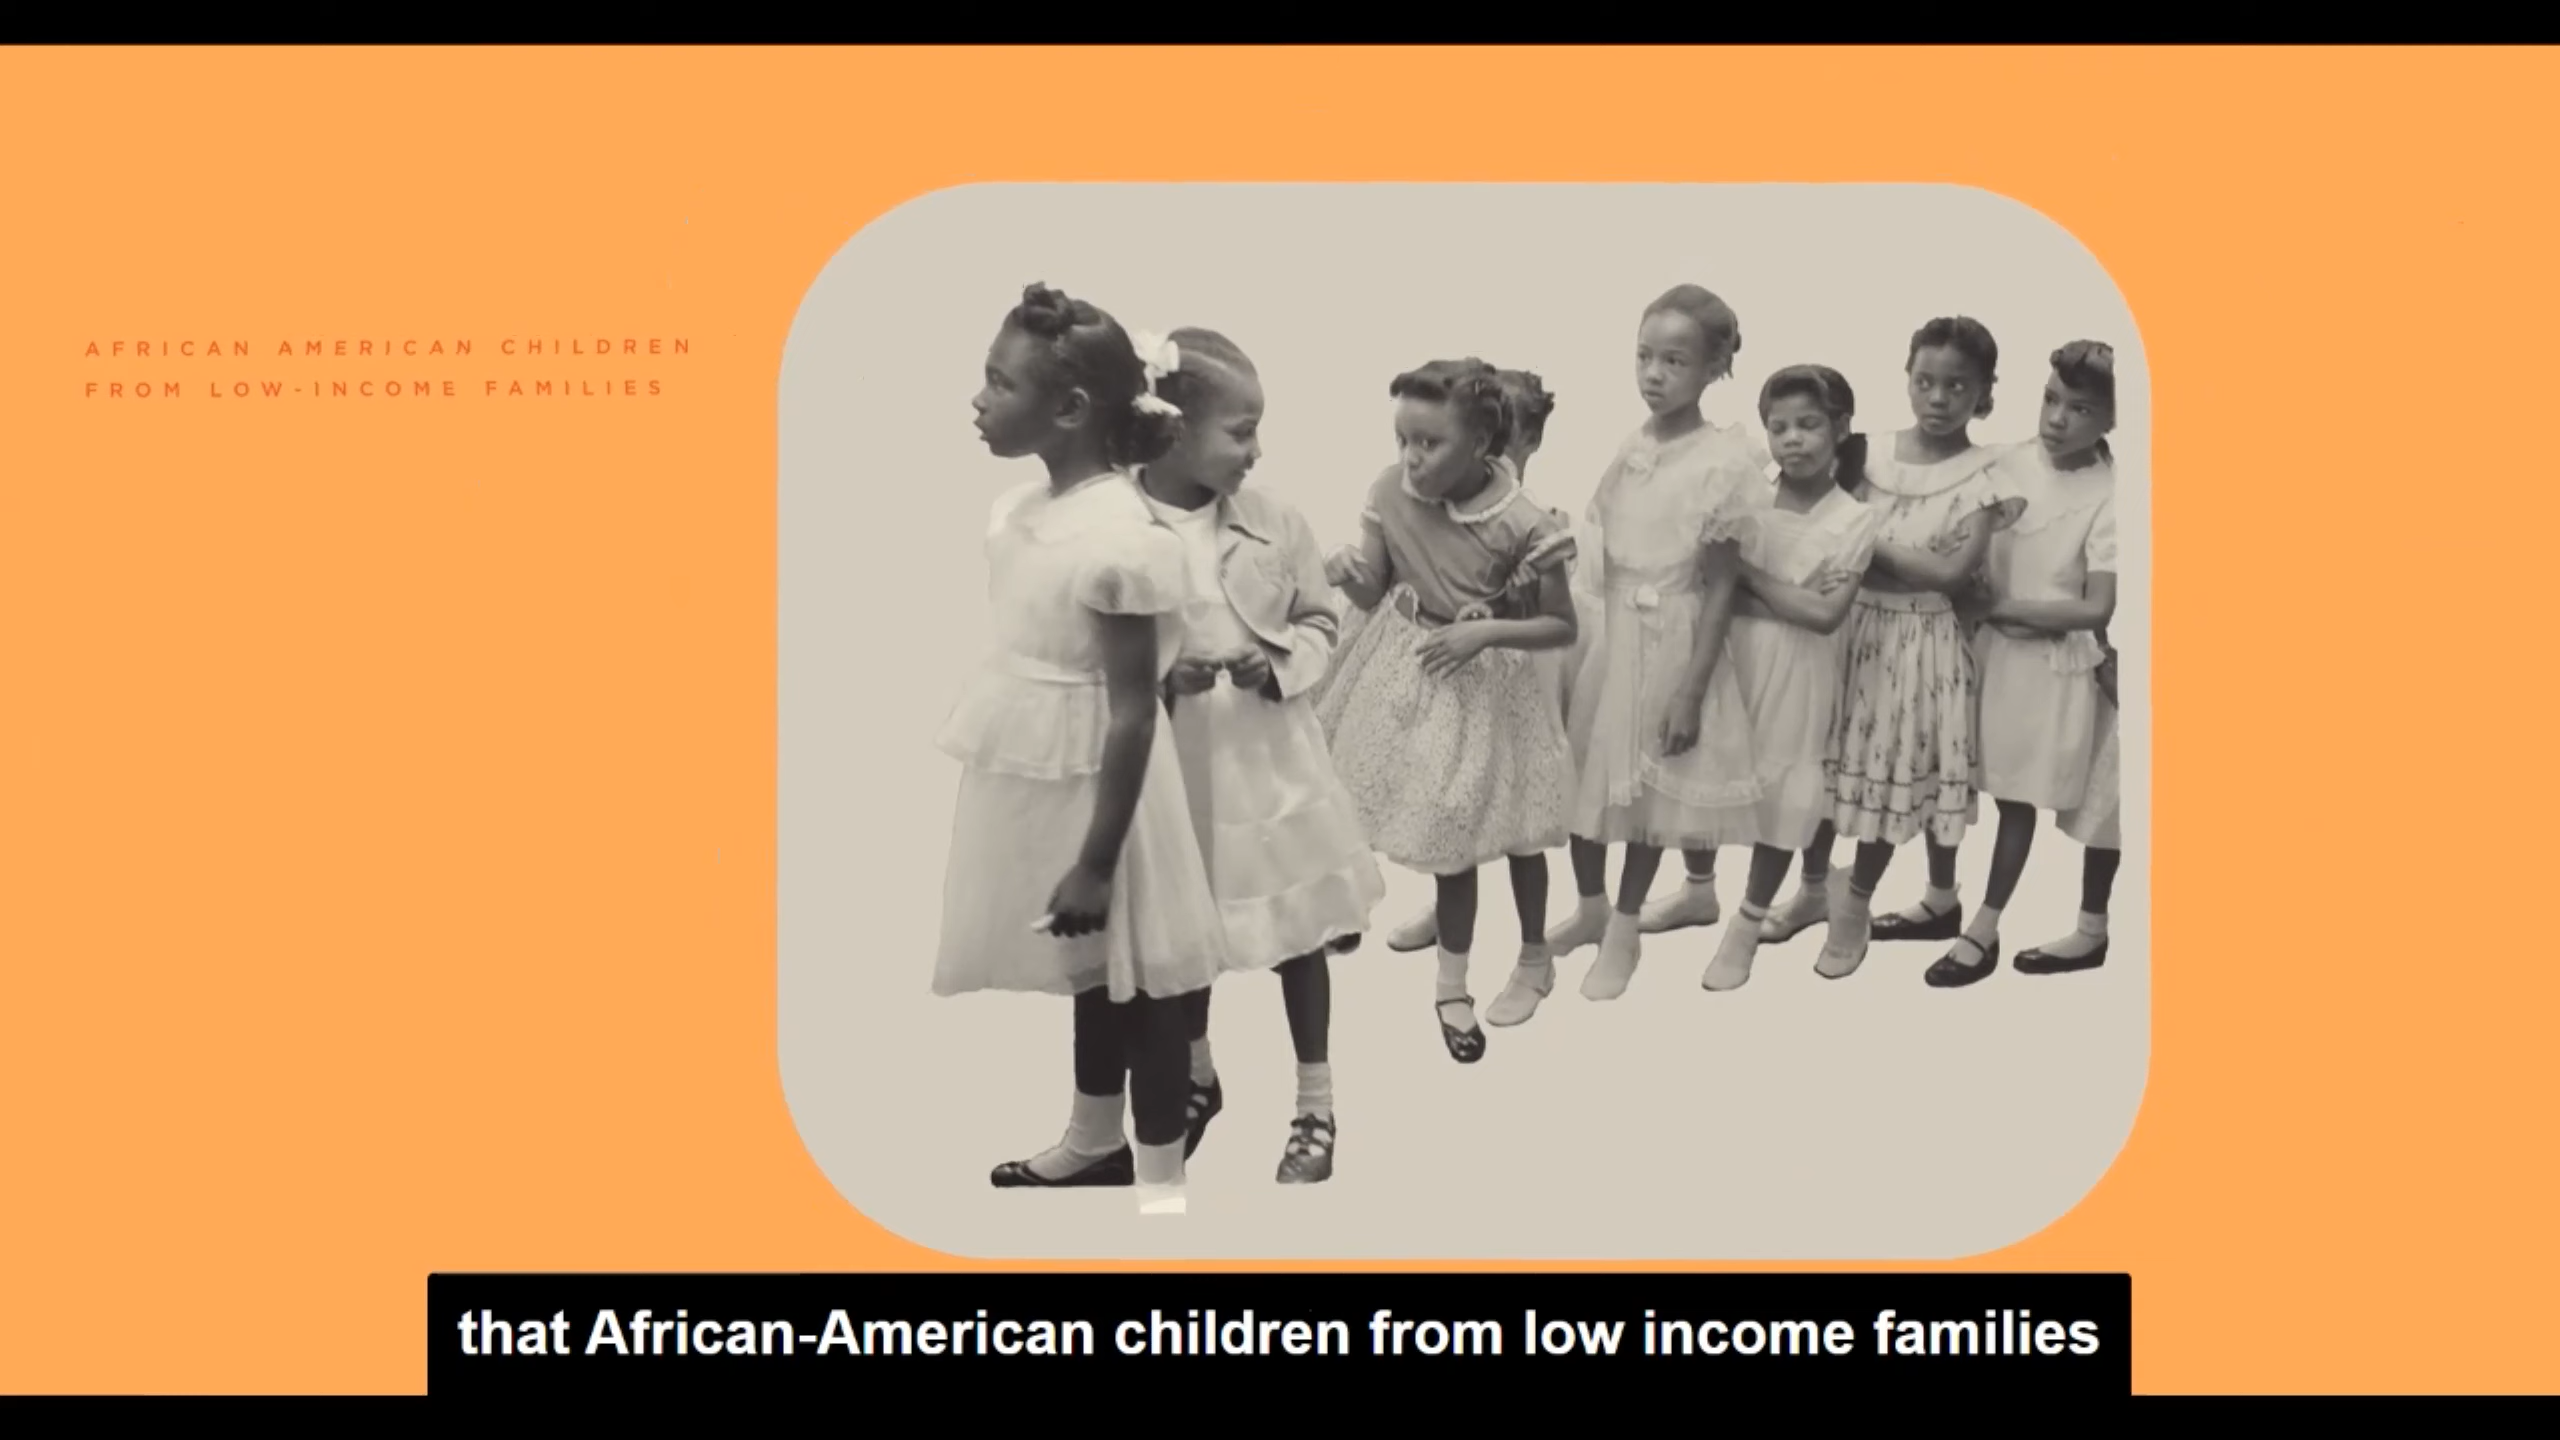 AFRICAN AMERICAN CHILDREN
FROM LOW-INCOME FAMILIES
that African-American children from low income families